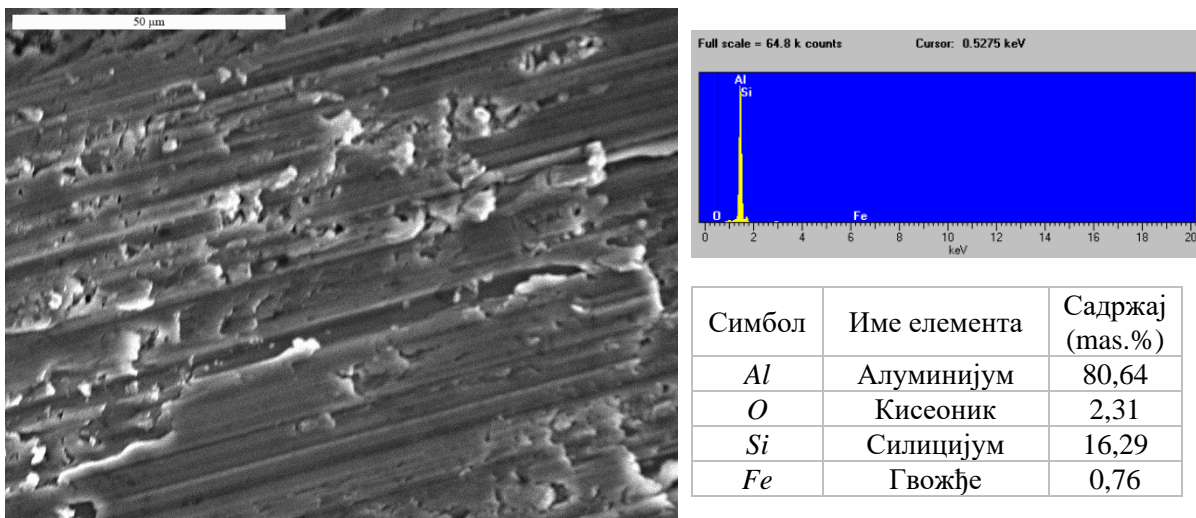 50 μm
Full scale = 64.8 k counts Cursor: 0.5275 keV
Al
Si
O Fe
0 2 4 6 8 10 12 14 16 18 20
keV
Симбол Име елемента Садржај (mas.%)
Al Алуминијум 80,64
O Кисеоник 2,31
Si Силицијум 16,29
Fe Гвожђе 0,76